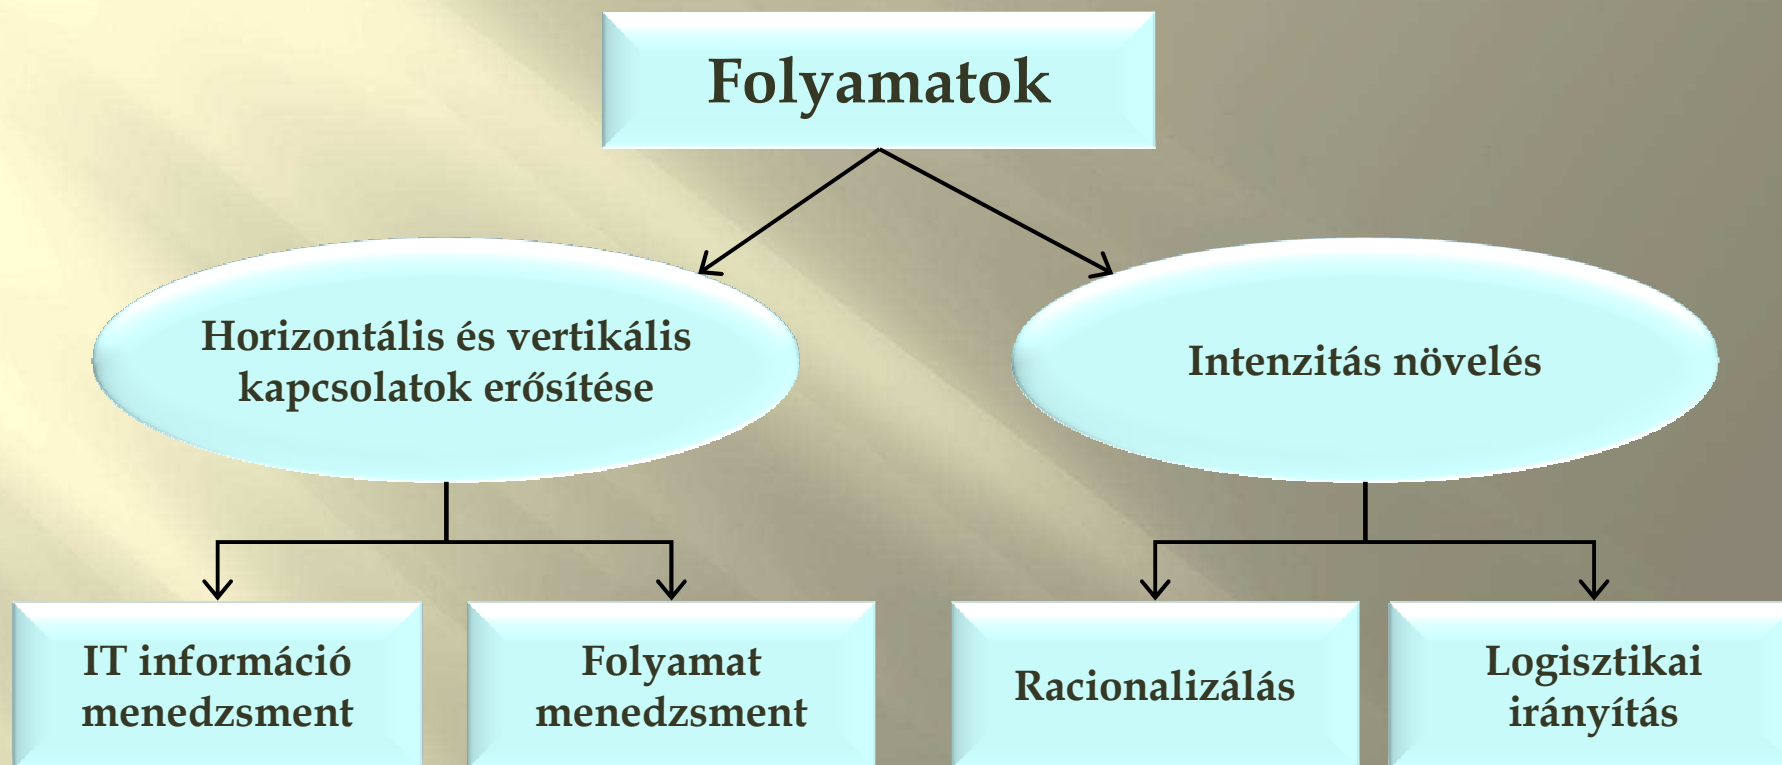 Folyamatok
Horizontális és vertikális
kapcsolatok erősítése
Intenzitás növelés
IT információ
menedzsment
Folyamat
menedzsment
Racionalizálás
Logisztikai
irányítás